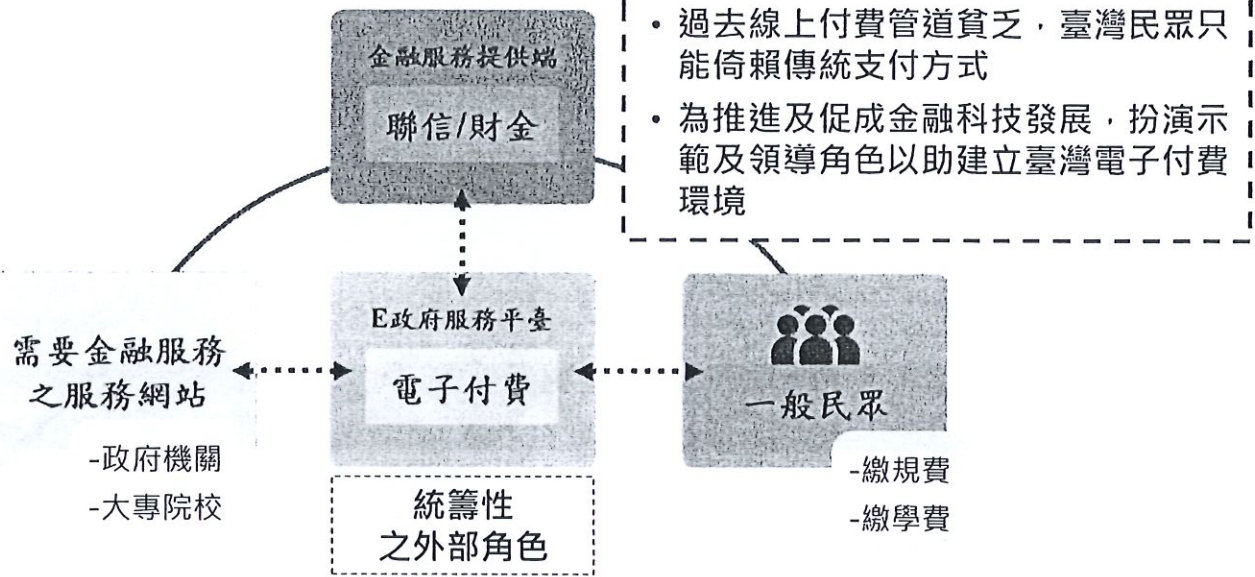 • 過去線上付費管道貧乏，臺灣民眾只
能倚賴傳統支付方式
• 為推進及促成金融科技發展，扮演示
範及領導角色以助建立臺灣電子付費
環境
金融服務提供端
聯信/財金
需要金融服務
之服務網站
-政府機關
-大專院校
E政府服務平臺
電子付費
統籌性
之外部角色
一般民眾
-繳規費
-繳學費